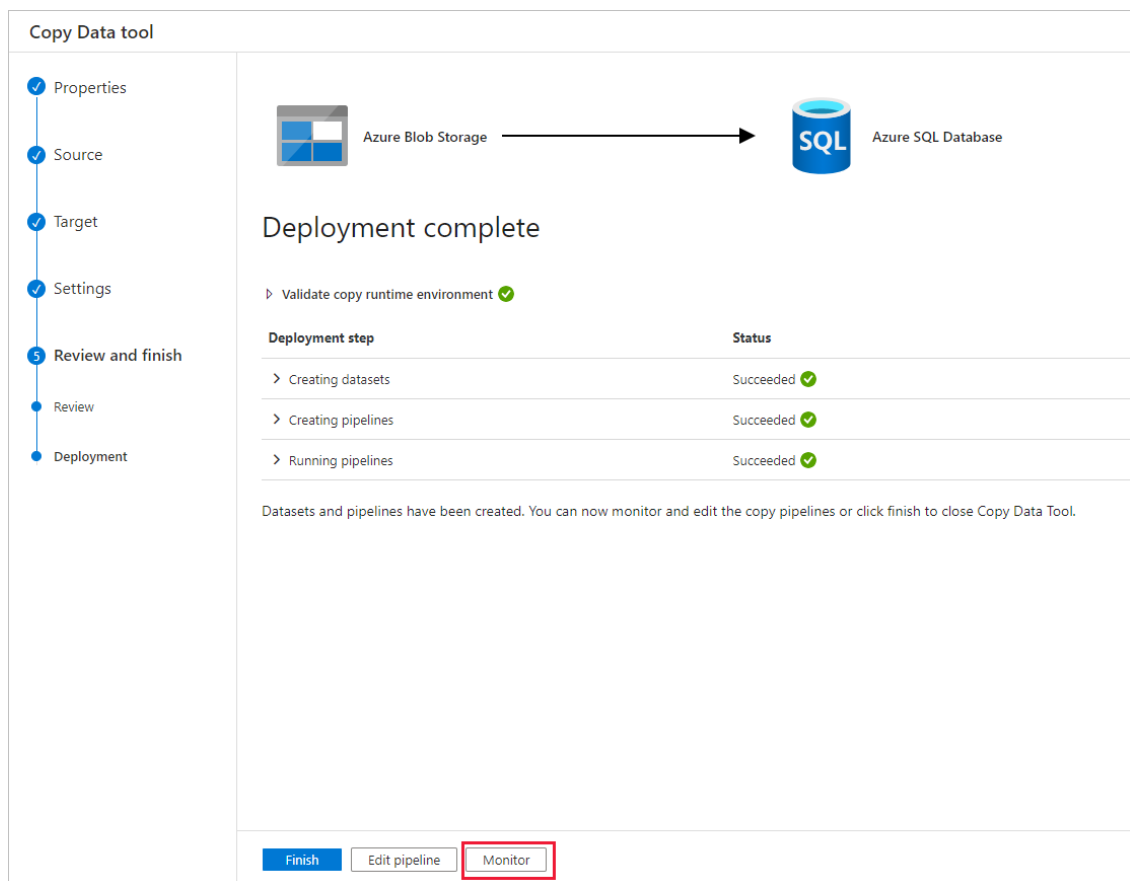 Copy Data tool
Properties
Source
Target
Settings
5 Review and finish
Review
Deployment
Azure Blob Storage
SQL
Azure SQL Database
Deployment complete
Validate copy runtime environment
Deployment step Status
Creating datasets Succeeded
Creating pipelines Succeeded
Running pipelines Succeeded
Datasets and pipelines have been created. You can now monitor and edit the copy pipelines or click finish to close Copy Data Tool.
Finish Edit pipeline Monitor